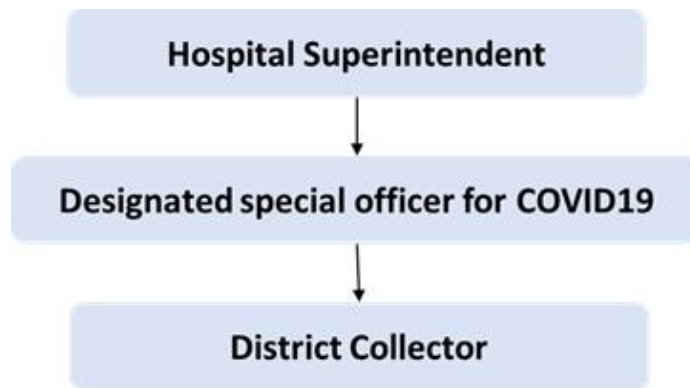 Hospital Superintendent
Designated special officer for COVID19
District Collector